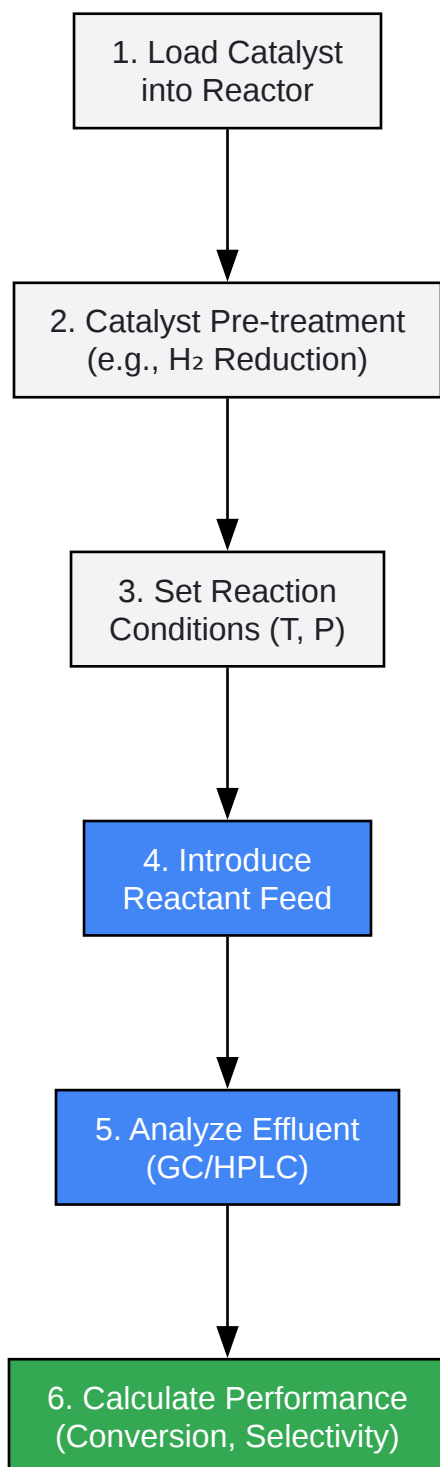 1. Load Catalyst
into Reactor
2. Catalyst Pre-treatment
(e.g., H₂ Reduction)
3. Set Reaction
Conditions (T, P)
4. Introduce
Reactant Feed
5. Analyze Effluent
(GC/HPLC)
6. Calculate Performance
(Conversion, Selectivity)